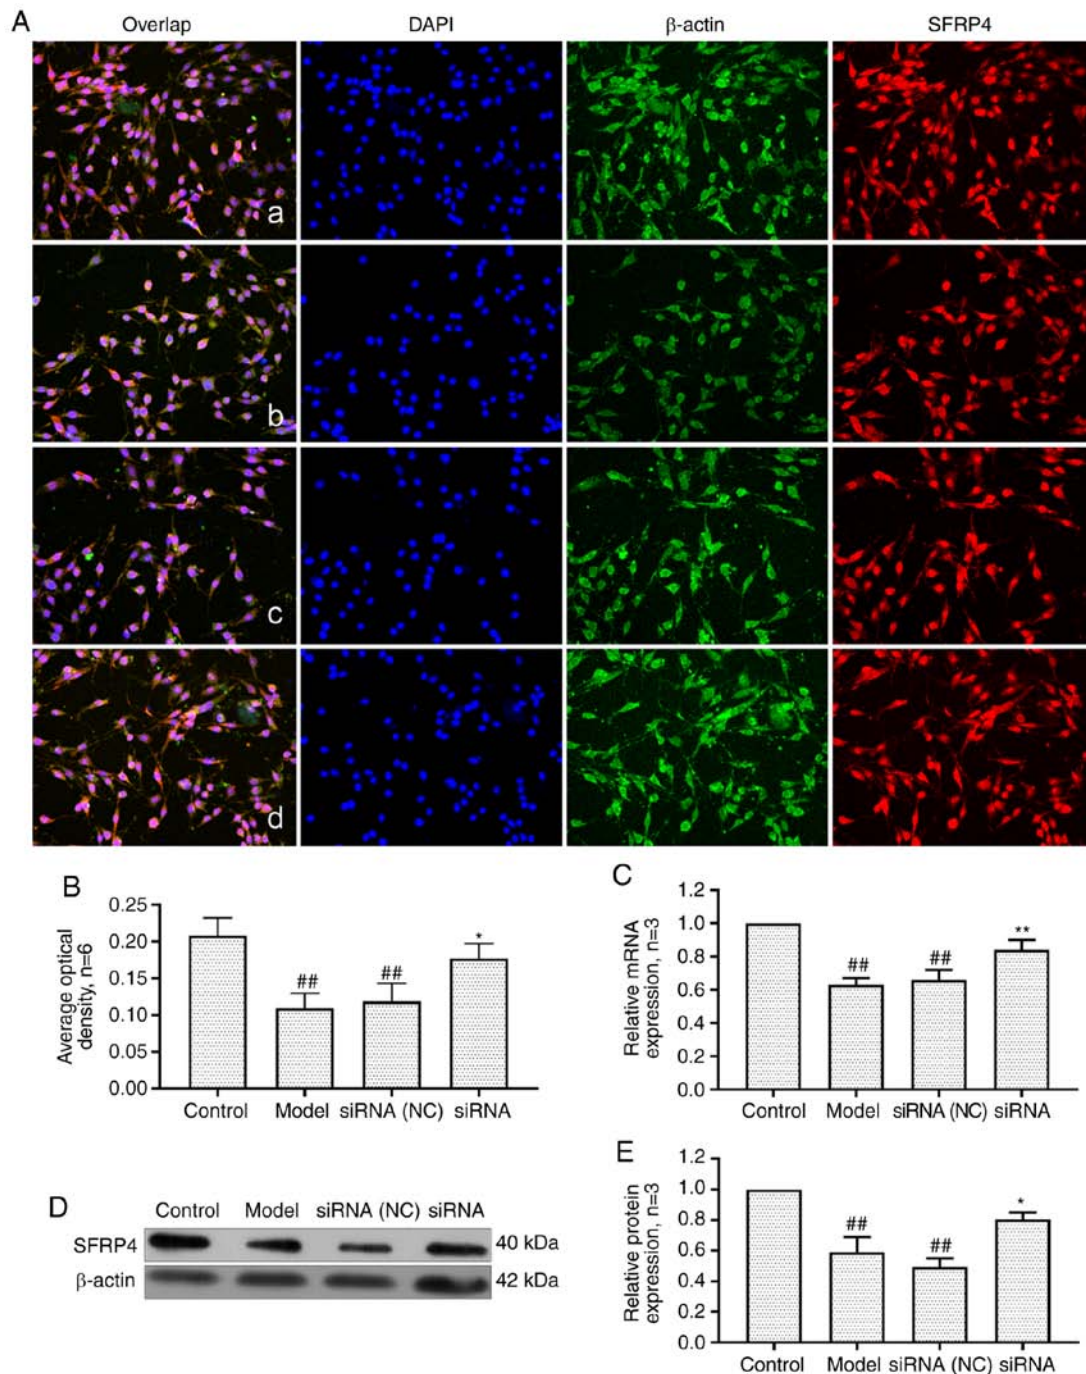 A
Overlap DAPI β-actin SFRP4
a
b
c
d
B
Average optical
density, n=6
0.25
0.20
0.15
0.10
0.05
0.00
## ## *
Control Model siRNA (NC) siRNA
C
Relative mRNA
expression, n=3
1.2
1.0
0.8
0.6
0.4
0.2
0.0
## ## **
Control Model siRNA (NC) siRNA
D
Control Model siRNA (NC) siRNA
SFRP4 40 kDa
β-actin 42 kDa
E
Relative protein
expression, n=3
1.2
1.0
0.8
0.6
0.4
0.2
0.0
## ## *
Control Model siRNA (NC) siRNA